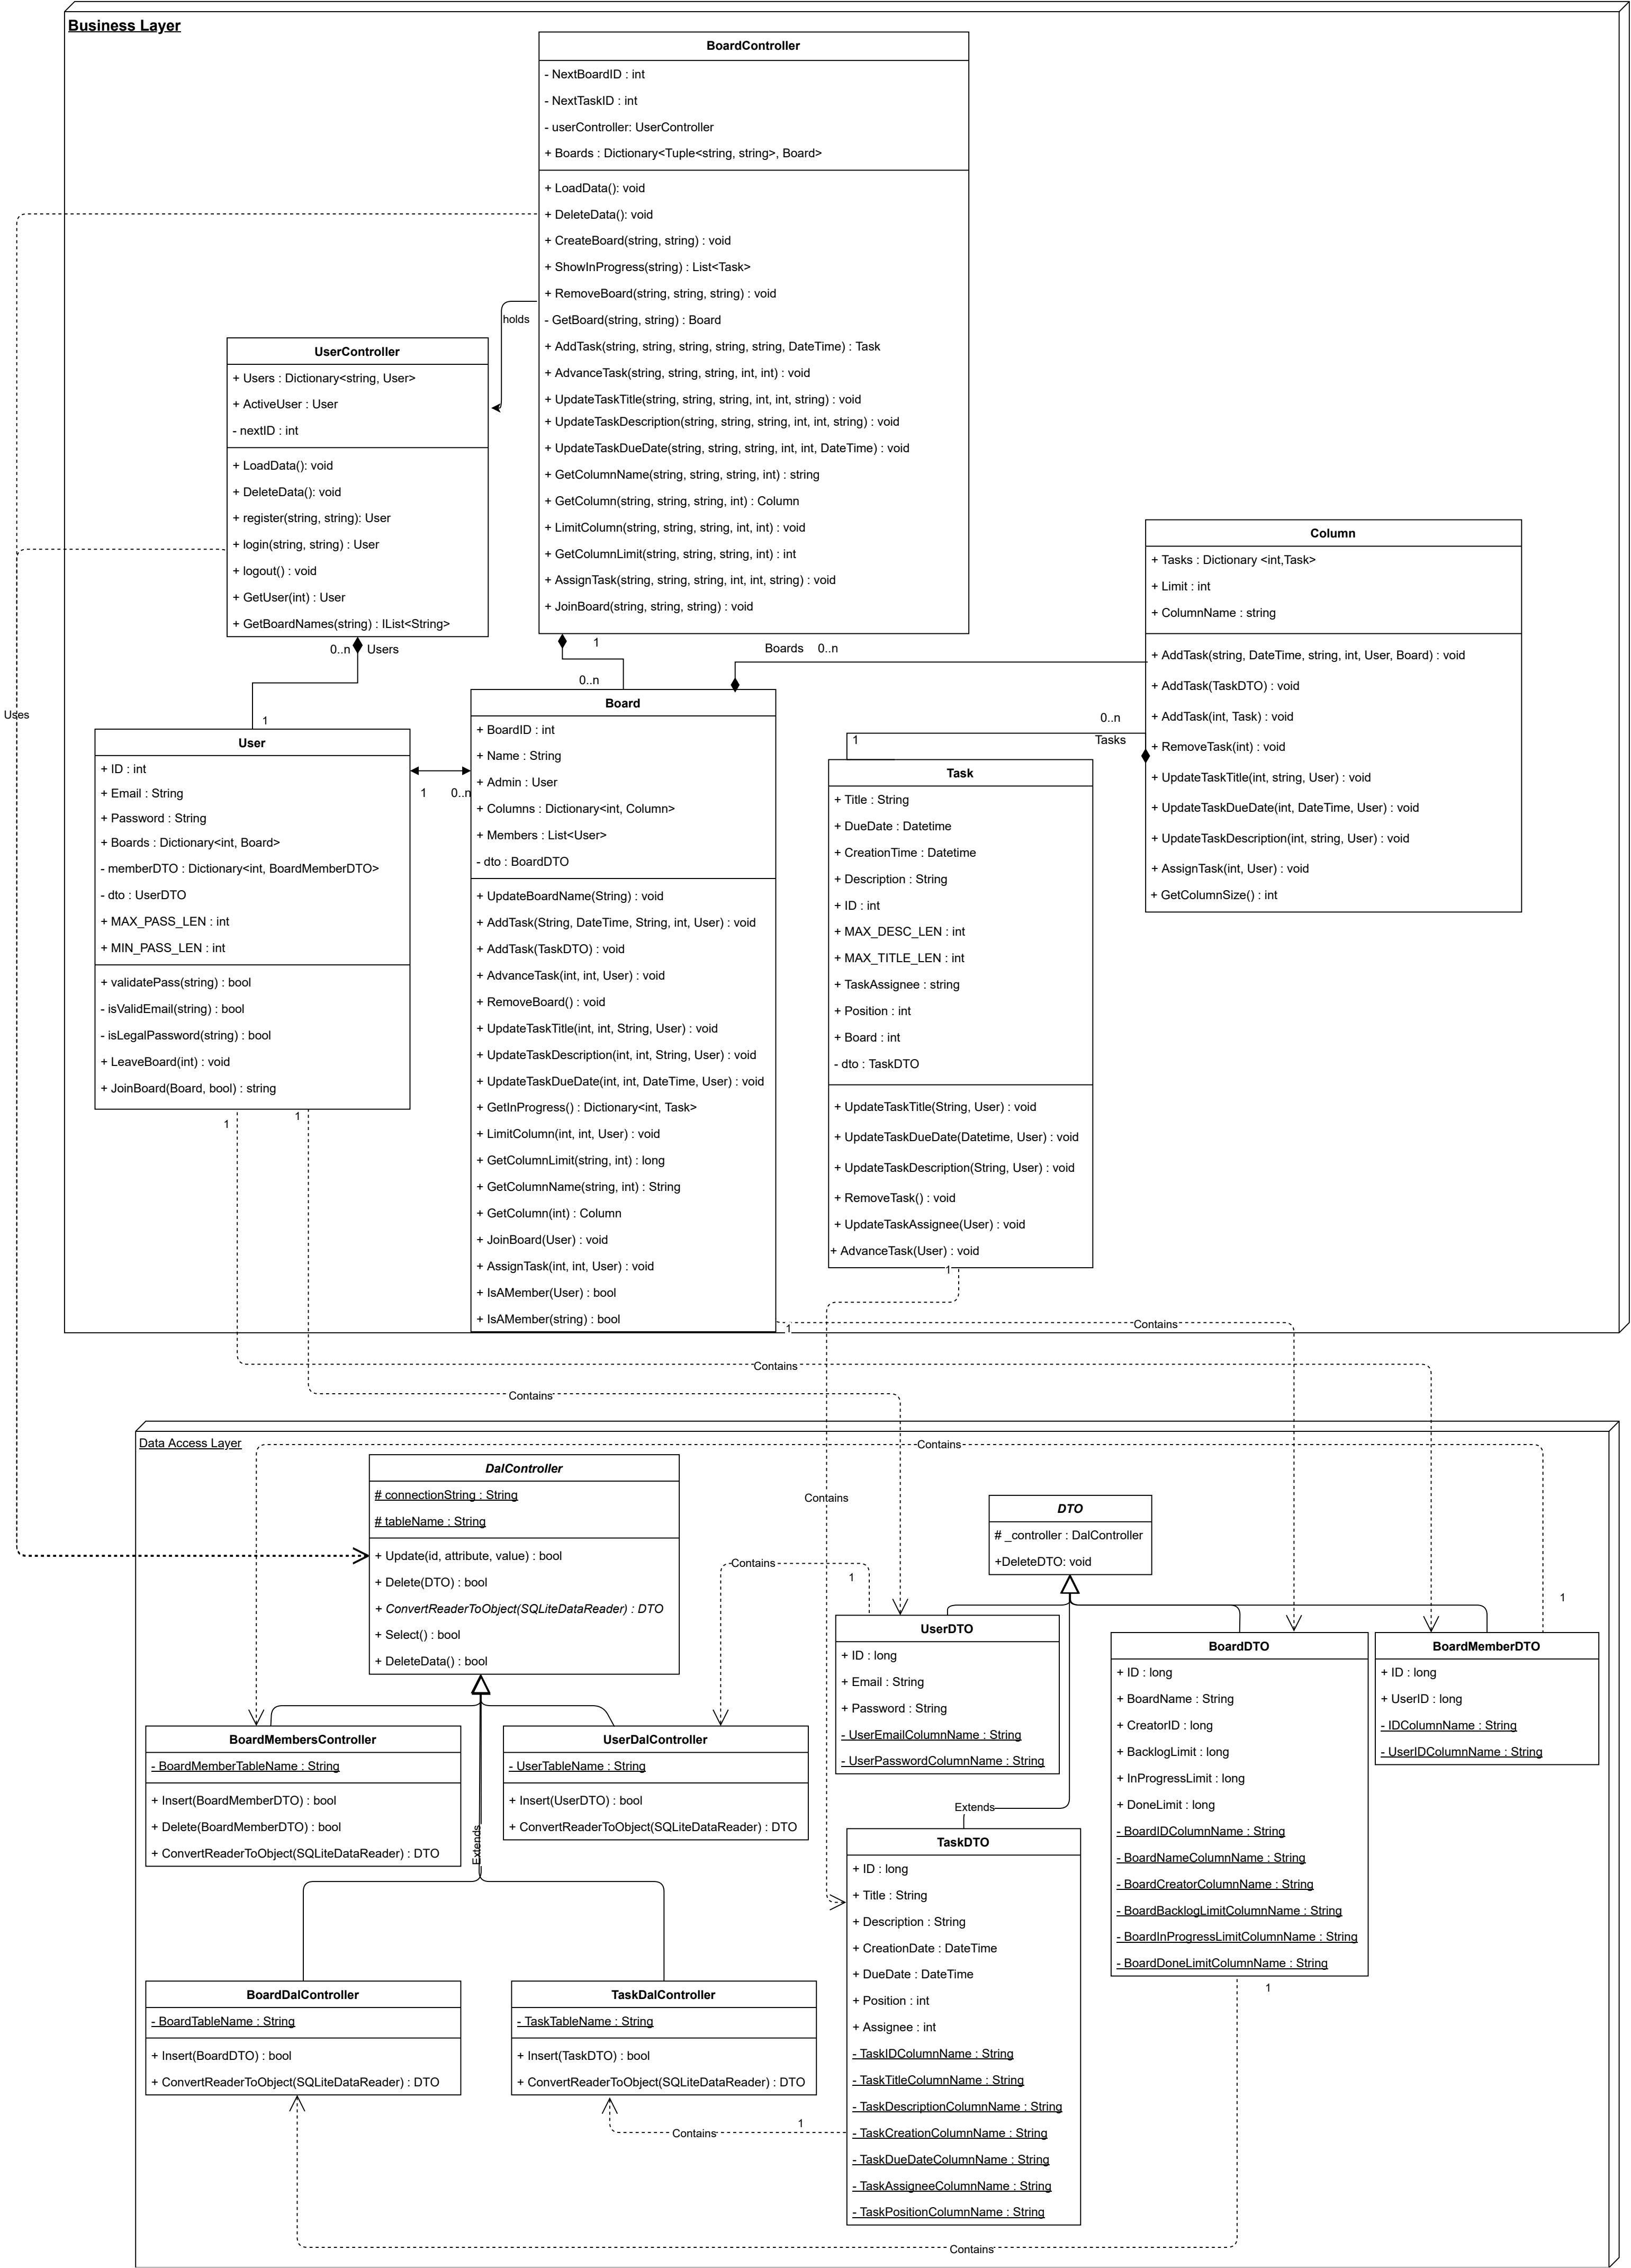 Business Layer
BoardController
- NextBoardID : int
- NextTaskID : int
- userController: UserController
+ Boards : Dictionary<Tuple<string, string>, Board>
+ LoadData(): void
+ DeleteData(): void
+ CreateBoard(string, string) : void
+ ShowInProgress(string) : List<Task>
+ RemoveBoard(string, string, string) : void
- GetBoard(string, string) : Board
+ AddTask(string, string, string, string, string, DateTime) : Task
+ AdvanceTask(string, string, string, int, int) : void
+ UpdateTaskTitle(string, string, string, int, int, string) : void
+ UpdateTaskDescription(string, string, string, int, int, string) : void
+ UpdateTaskDueDate(string, string, string, int, int, DateTime) : void
+ GetColumnName(string, string, string, int) : string
+ GetColumn(string, string, string, int) : Column
+ LimitColumn(string, string, string, int, int) : void
+ GetColumnLimit(string, string, string, int) : int
+ AssignTask(string, string, string, int, int, string) : void
+ JoinBoard(string, string, string) : void
holds
UserController
+ Users : Dictionary<string, User>
+ ActiveUser : User
- nextID : int
+ LoadData(): void
+ DeleteData(): void
+ register(string, string): User
+ login(string, string) : User
+ logout() : void
+ GetUser(int) : User
+ GetBoardNames(string) : IList<String>
0..n
Users
1
1
0..n
Boards
0..n
Column
+ Tasks : Dictionary <int,Task>
+ Limit : int
+ ColumnName : string
+ AddTask(string, DateTime, string, int, User, Board) : void
+ AddTask(TaskDTO) : void
+ AddTask(int, Task) : void
+ RemoveTask(int) : void
+ UpdateTaskTitle(int, string, User) : void
+ UpdateTaskDueDate(int, DateTime, User) : void
+ UpdateTaskDescription(int, string, User) : void
+ AssignTask(int, User) : void
+ GetColumnSize() : int
0..n
Tasks
1
Uses
User
+ ID : int
+ Email : String
+ Password : String
+ Boards : Dictionary<int, Board>
- memberDTO : Dictionary<int, BoardMemberDTO>
- dto : UserDTO
+ MAX_PASS_LEN : int
+ MIN_PASS_LEN : int
+ validatePass(string) : bool
- isValidEmail(string) : bool
- isLegalPassword(string) : bool
+ LeaveBoard(int) : void
+ JoinBoard(Board, bool) : string
1
0..n
Board
+ BoardID : int
+ Name : String
+ Admin : User
+ Columns : Dictionary<int, Column>
+ Members : List<User>
- dto : BoardDTO
+ UpdateBoardName(String) : void
+ AddTask(String, DateTime, String, int, User) : void
+ AddTask(TaskDTO) : void
+ AdvanceTask(int, int, User) : void
+ RemoveBoard() : void
+ UpdateTaskTitle(int, int, String, User) : void
+ UpdateTaskDescription(int, int, String, User) : void
+ UpdateTaskDueDate(int, int, DateTime, User) : void
+ GetInProgress() : Dictionary<int, Task>
+ LimitColumn(int, int, User) : void
+ GetColumnLimit(string, int) : long
+ GetColumnName(string, int) : String
+ GetColumn(int) : Column
+ JoinBoard(User) : void
+ AssignTask(int, int, User) : void
+ IsAMember(User) : bool
+ IsAMember(string) : bool
Task
+ Title : String
+ DueDate : Datetime
+ CreationTime : Datetime
+ Description : String
+ ID : int
+ MAX_DESC_LEN : int
+ MAX_TITLE_LEN : int
+ TaskAssignee : string
+ Position : int
+ Board : int
- dto : TaskDTO
+ UpdateTaskTitle(String, User) : void
+ UpdateTaskDueDate(Datetime, User) : void
+ UpdateTaskDescription(String, User) : void
+ RemoveTask() : void
+ UpdateTaskAssignee(User) : void
+ AdvanceTask(User) : void
1
1
1
1
Contains
Contains
Contains
Data Access Layer
Contains
DalController
# connectionString : String
# tableName : String
+ Update(id, attribute, value) : bool
+ Delete(DTO) : bool
+ ConvertReaderToObject(SQLiteDataReader) : DTO
+ Select() : bool
+ DeleteData() : bool
Contains
DTO
# _controller : DalController
+DeleteDTO: void
Contains
1
1
UserDTO
+ ID : long
+ Email : String
+ Password : String
- UserEmailColumnName : String
- UserPasswordColumnName : String
BoardDTO
+ ID : long
+ BoardName : String
+ CreatorID : long
+ BacklogLimit : long
+ InProgressLimit : long
+ DoneLimit : long
- BoardIDColumnName : String
- BoardNameColumnName : String
- BoardCreatorColumnName : String
- BoardBacklogLimitColumnName : String
- BoardInProgressLimitColumnName : String
- BoardDoneLimitColumnName : String
BoardMemberDTO
+ ID : long
+ UserID : long
- IDColumnName : String
- UserIDColumnName : String
BoardMembersController
- BoardMemberTableName : String
+ Insert(BoardMemberDTO) : bool
+ Delete(BoardMemberDTO) : bool
+ ConvertReaderToObject(SQLiteDataReader) : DTO
UserDalController
- UserTableName : String
+ Insert(UserDTO) : bool
+ ConvertReaderToObject(SQLiteDataReader) : DTO
Extends
Extends
TaskDTO
+ ID : long
+ Title : String
+ Description : String
+ CreationDate : DateTime
+ DueDate : DateTime
+ Position : int
+ Assignee : int
- TaskIDColumnName : String
- TaskTitleColumnName : String
- TaskDescriptionColumnName : String
- TaskCreationColumnName : String
- TaskDueDateColumnName : String
- TaskAssigneeColumnName : String
- TaskPositionColumnName : String
BoardDalController
- BoardTableName : String
+ Insert(BoardDTO) : bool
+ ConvertReaderToObject(SQLiteDataReader) : DTO
TaskDalController
- TaskTableName : String
+ Insert(TaskDTO) : bool
+ ConvertReaderToObject(SQLiteDataReader) : DTO
1
1
Contains
Contains